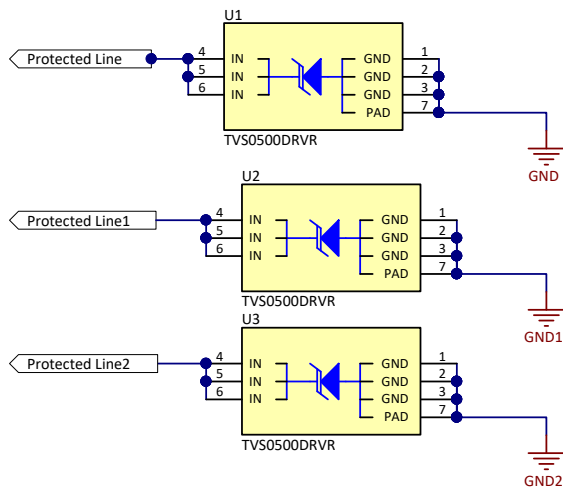 U1
Protected Line 4 IN GND 1
5 IN GND 2
6 IN GND 3
PAD 7
TVS0500DRVR
GND
U2
Protected Line1 4 IN GND 1
5 IN GND 2
6 IN GND 3
PAD 7
TVS0500DRVR
GND1
U3
Protected Line2 4 IN GND 1
5 IN GND 2
6 IN GND 3
PAD 7
TVS0500DRVR
GND2